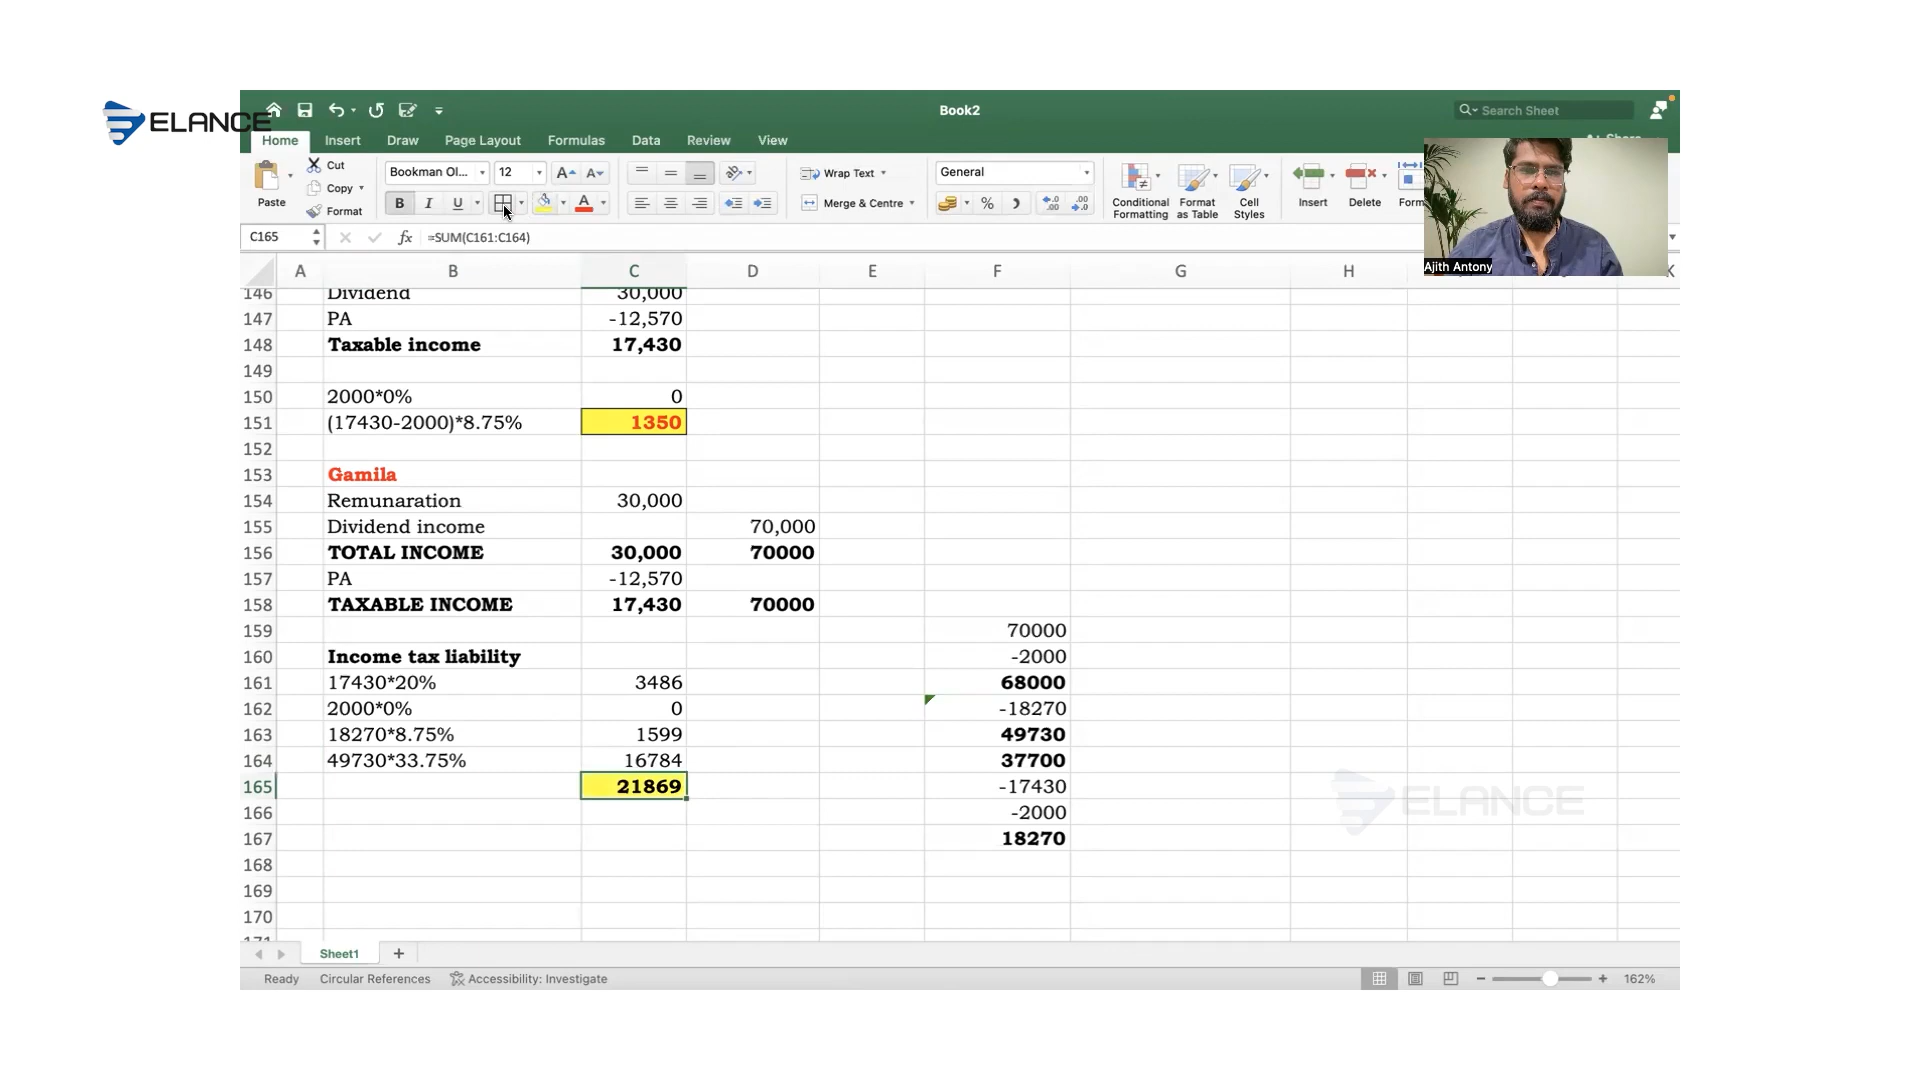 ELANCE
Book2
Search Sheet
Home Insert Draw Page Layout Formulas Data Review View
Cut
Copy
Format
Paste
Bookman Ol... 12
B I U
Wrap Text
Merge & Centre
General
Conditional Formatting
Format as Table
Cell Styles
Insert
Delete
Form
Ajith Antony
C165 fx =SUM(C161:C164)
A B C D E F G H K
146 Dividend 30,000
147 PA -12,570
148 Taxable income 17,430
149
150 2000*0% 0
151 (17430-2000)*8.75% 1350
152
153 Gamila
154 Remunaration 30,000
155 Dividend income 70,000
156 TOTAL INCOME 30,000 70000
157 PA -12,570
158 TAXABLE INCOME 17,430 70000
159 70000
160 Income tax liability -2000
161 17430*20% 3486 68000
162 2000*0% 0 -18270
163 18270*8.75% 1599 49730
164 49730*33.75% 16784 37700
165 21869 -17430
166 -2000
167 18270
168
169
170
ELANCE
Sheet1 +
Ready Circular References Accessibility: Investigate 162%